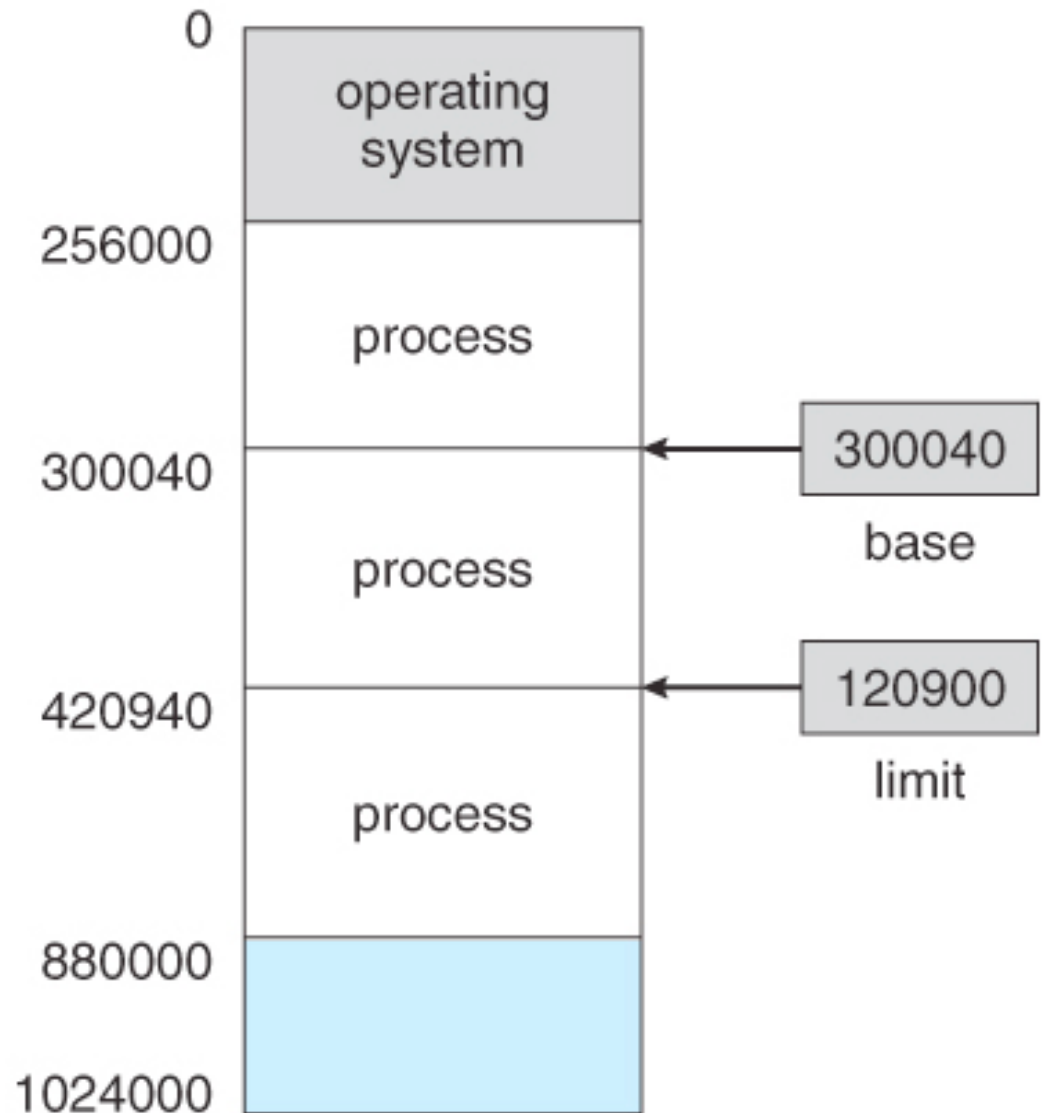 0
operating
system
256000
process
300040
300040
base
process
120900
420940
limit
process
880000
1024000